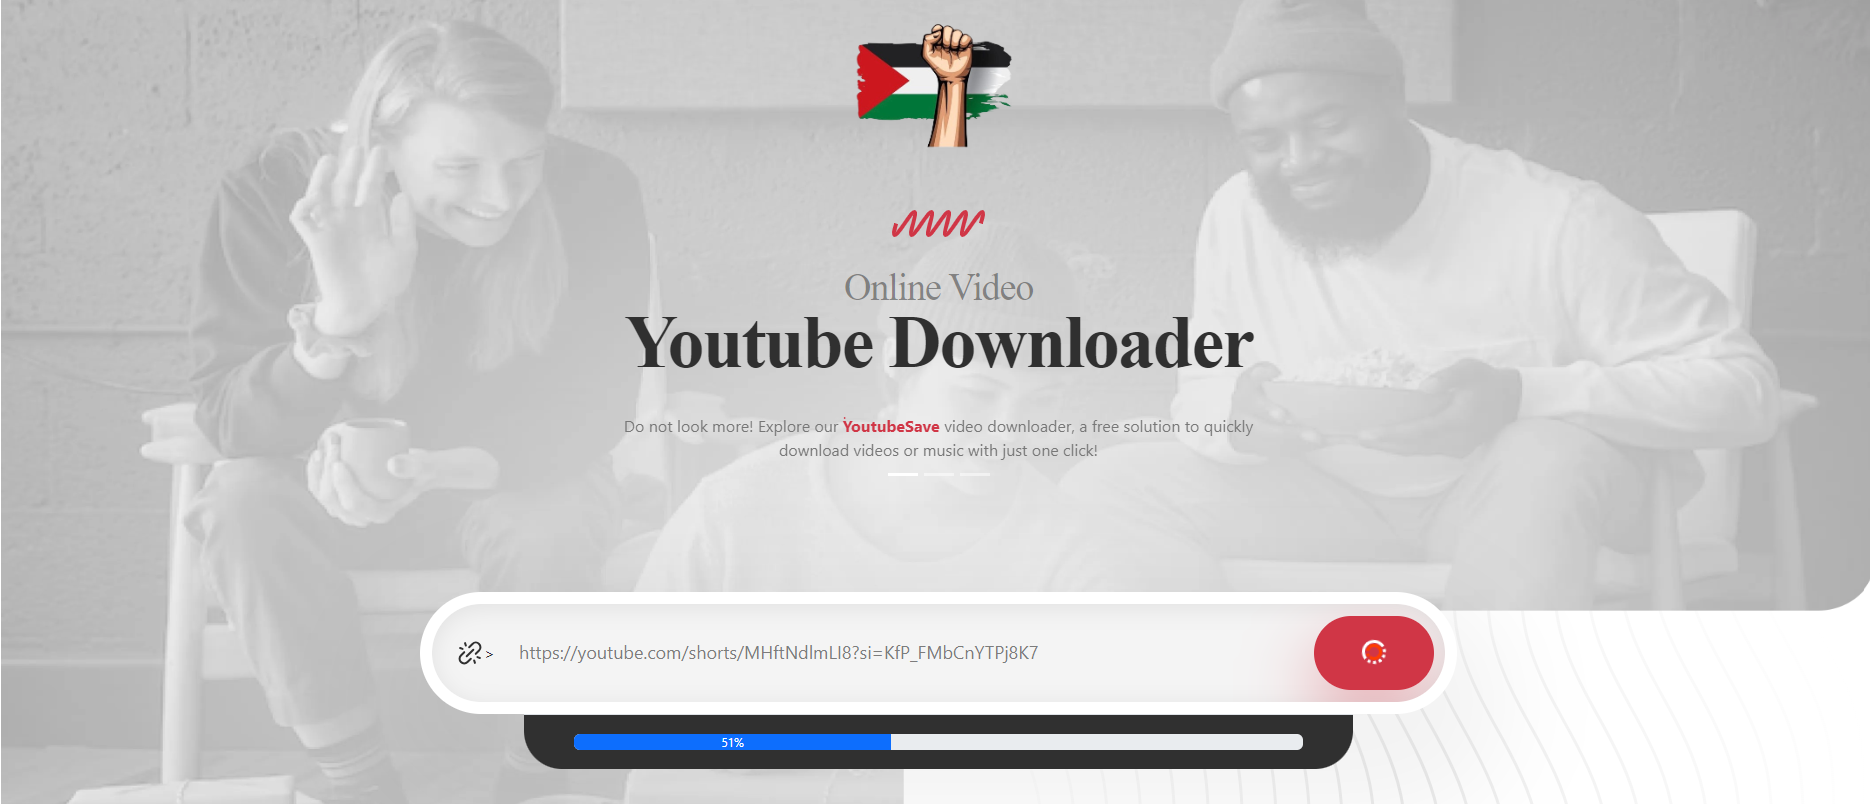 Online Video
Youtube Downloader
Do not look more! Explore our YoutubeSave video downloader, a free solution to quickly
download videos or music with just one click!
> https://youtube.com/shorts/MHftNdlmLI8?si=KfP_FMbCnYTPj8K7
51%